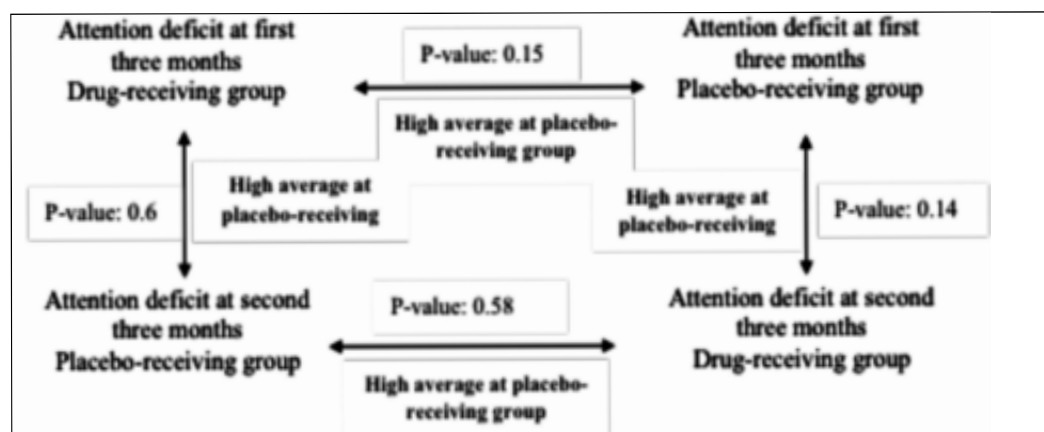 Attention deficit at first
three months
Drug-receiving group
P-value: 0.15
Attention deficit at first
three months
Placebo-receiving group
High average at placebo-
receiving group
P-value: 0.6
High average at
placebo-receiving
High average at
placebo-receiving
P-value: 0.14
Attention deficit at second
three months
Placebo-receiving group
P-value: 0.58
Attention deficit at second
three months
Drug-receiving group
High average at placebo-
receiving group